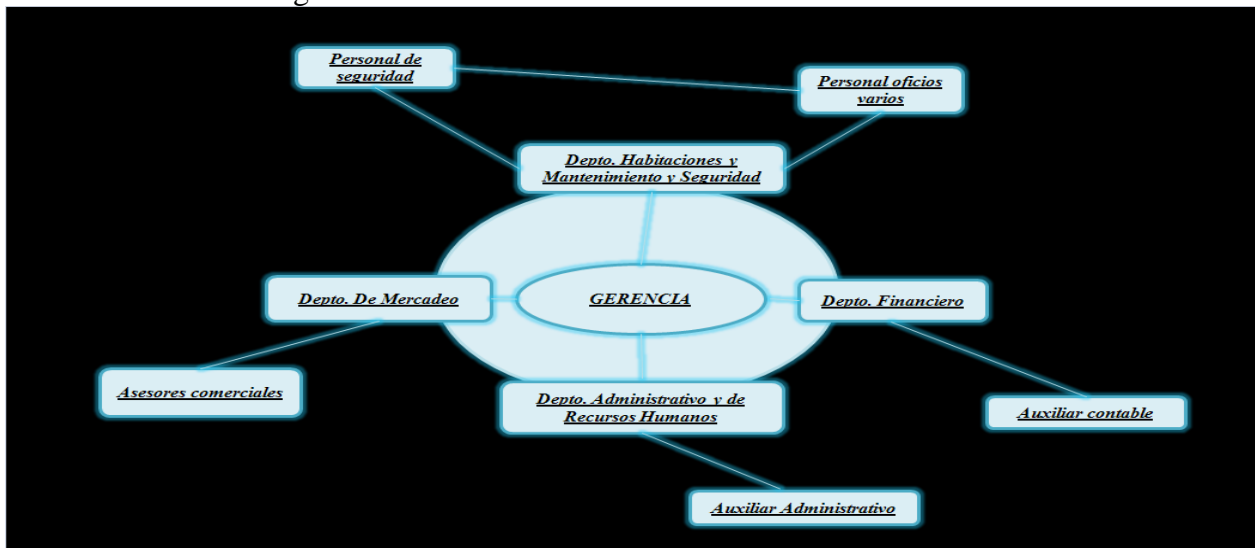 Personal de
seguridad
Personal oficios
varios
Depto. Habitaciones y
Mantenimiento y Seguridad
Depto. De Mercadeo
GERENCIA
Depto. Financiero
Asesores comerciales
Depto. Administrativo y de
Recursos Humanos
Auxiliar contable
Auxiliar Administrativo